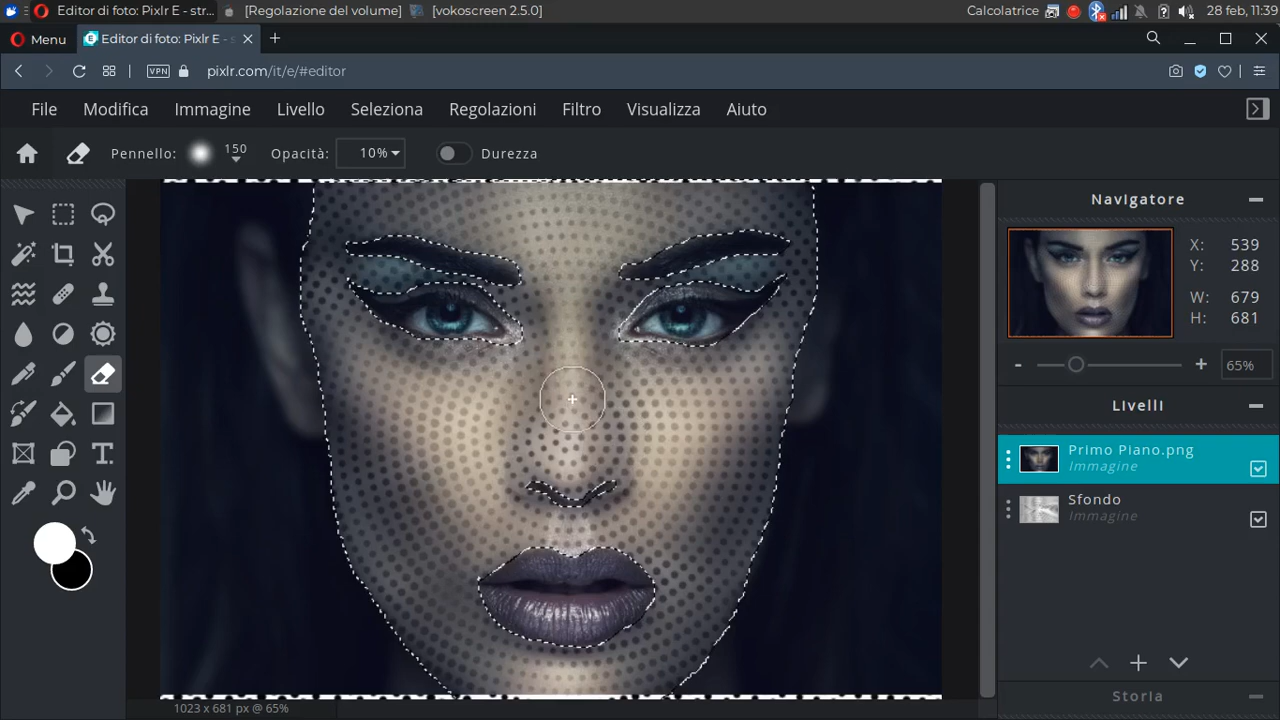 Editor di foto: Pixlr E - str... [Regolazione del volume] [vokoscreen 2.5.0] Calcolatrice 28 feb, 11:39
Menu Editor di foto: Pixlr E - s
VPN pixlr.com/it/e/#editor
File Modifica Immagine Livello Seleziona Regolazioni Filtro Visualizza Aiuto
Pennello: 150 Opacità: 10% Durezza
Navigatore
X: 539
Y: 288
W: 679
H: 681
- + 65%
Livelli
Primo Piano.png
Immagine
Sfondo
Immagine
Storia
1023 x 681 px @ 65%